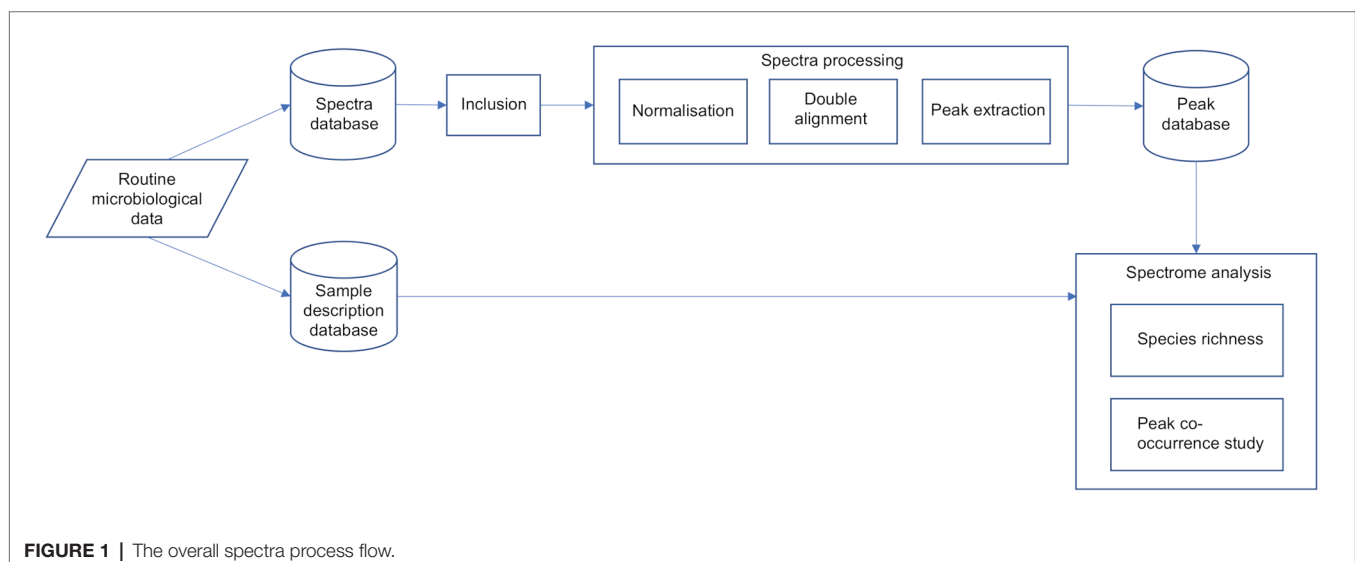 Routine
microbiological
data
Spectra
database
Inclusion
Spectra processing
Normalisation
Double
alignment
Peak extraction
Peak
database
Sample
description
database
Spectrome analysis
Species richness
Peak co-
occurrence study
FIGURE 1 | The overall spectra process flow.